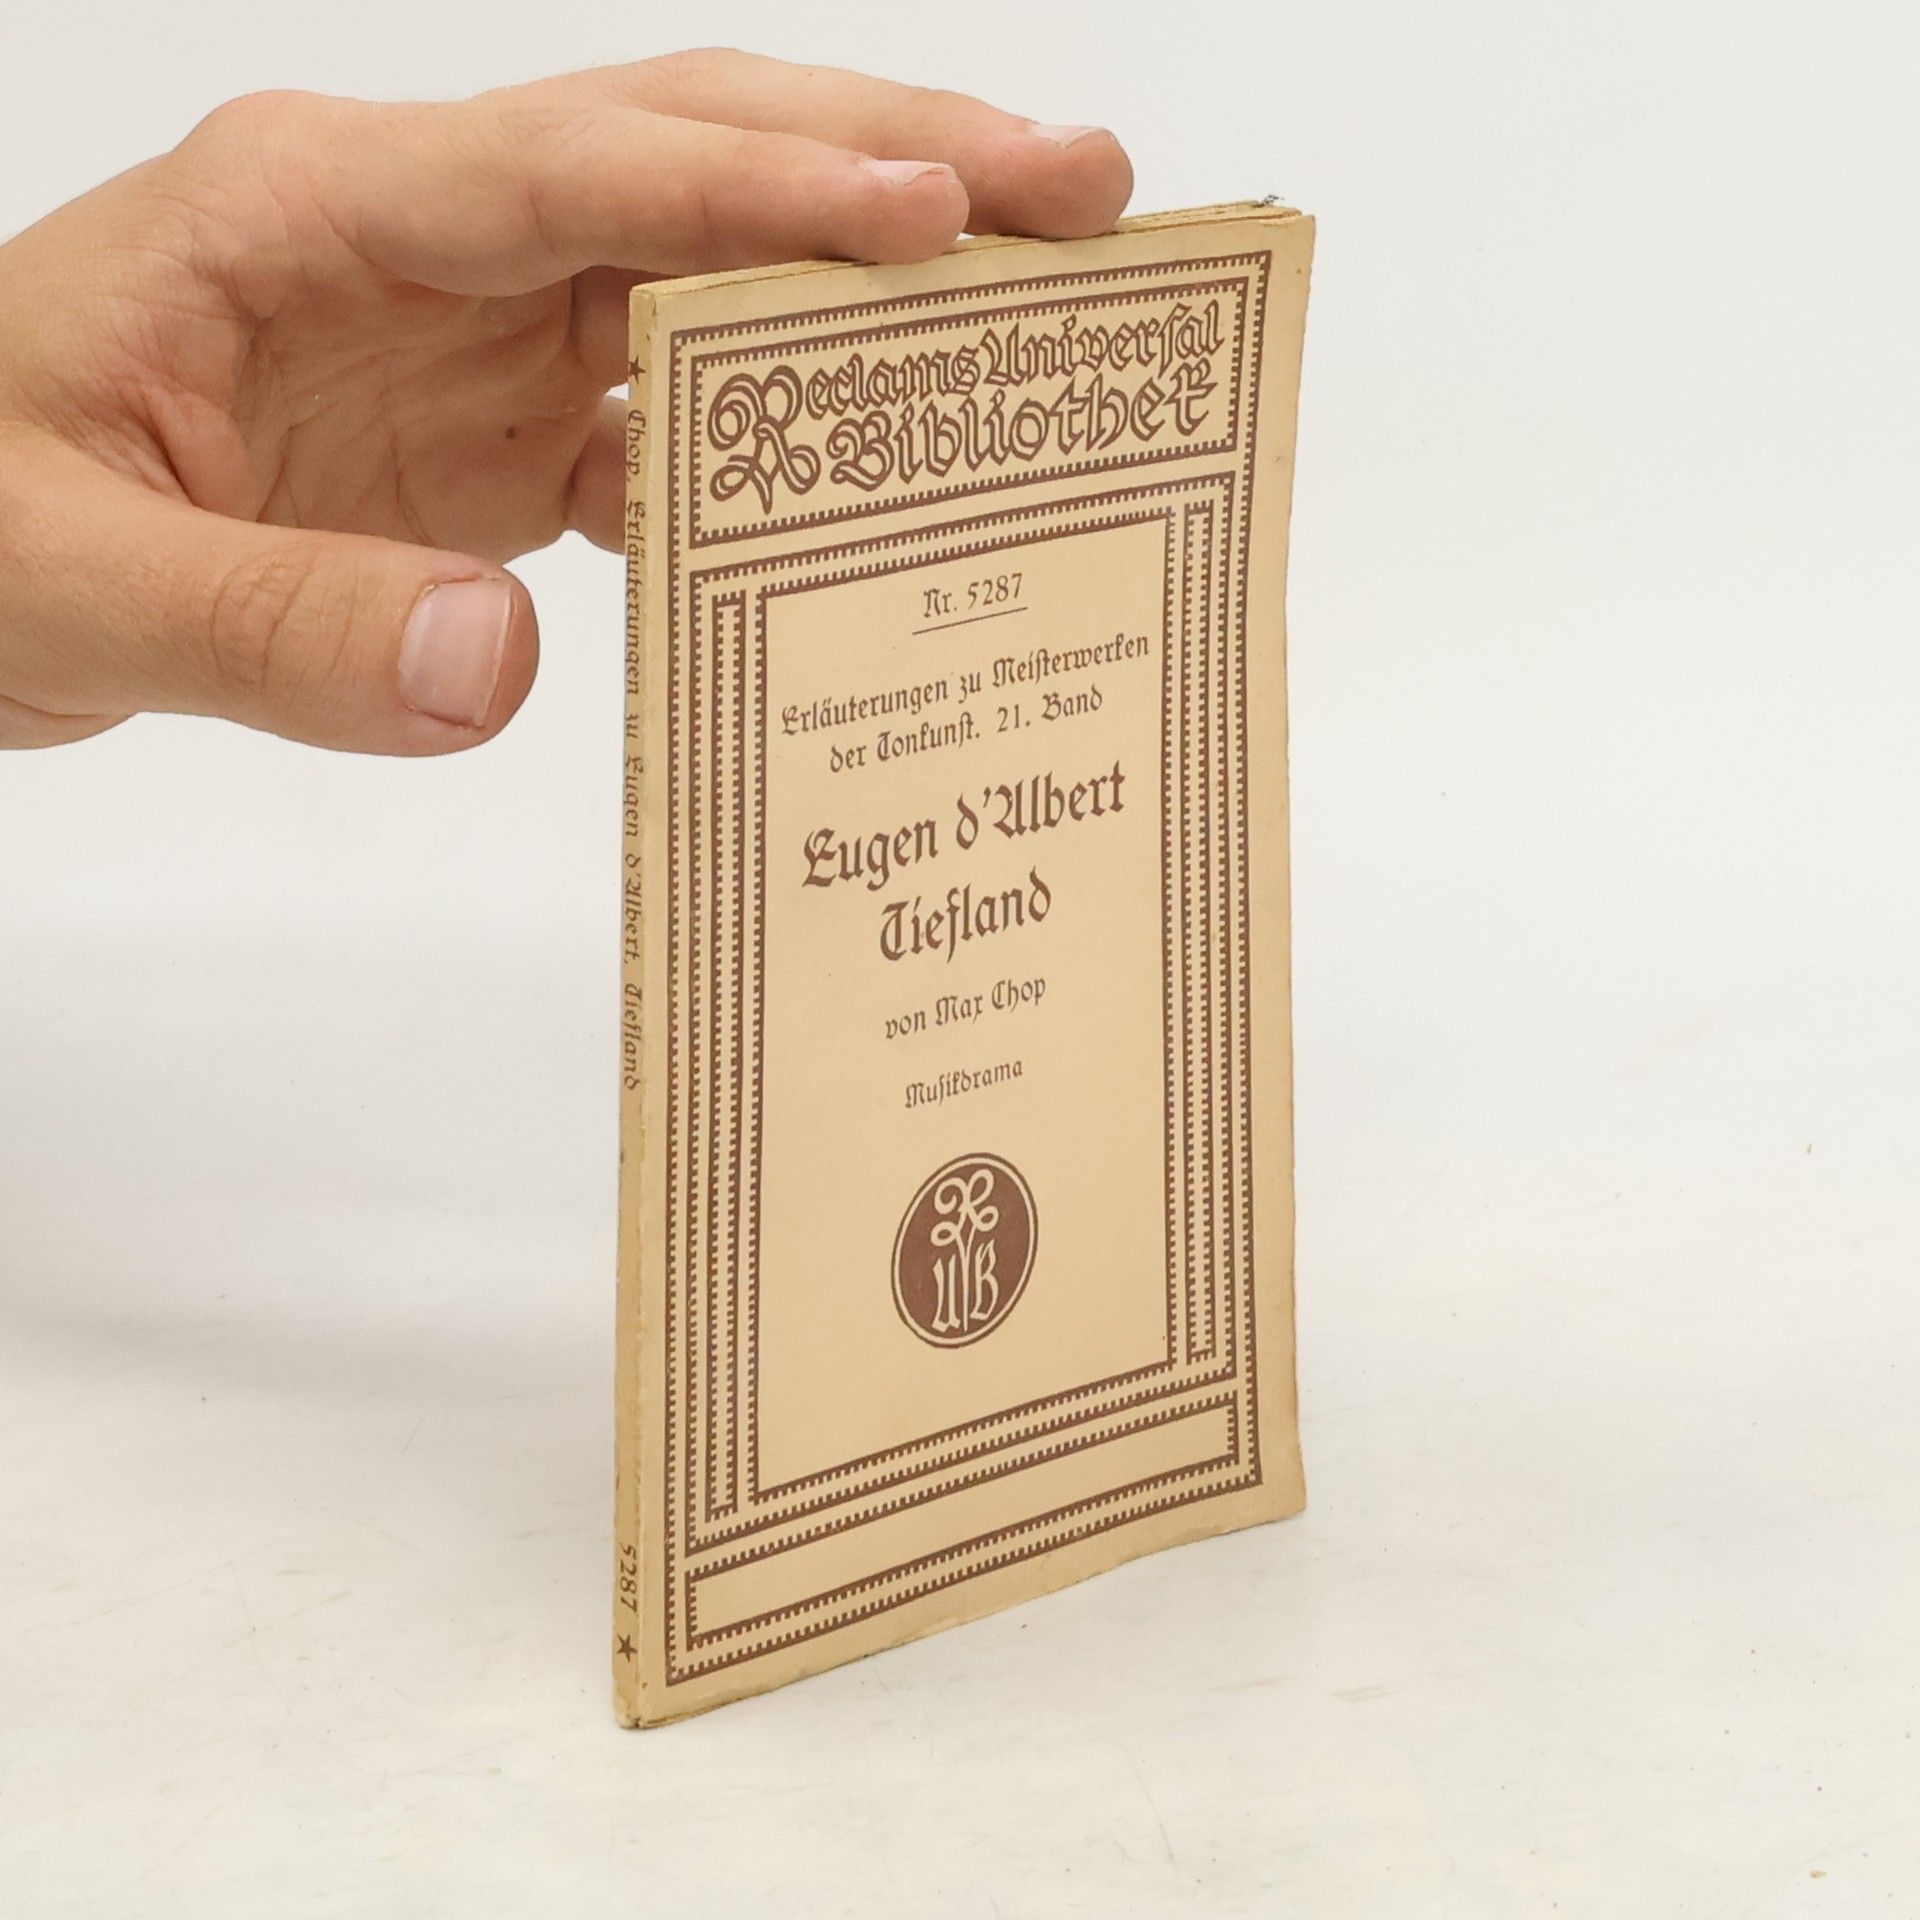 Reclams Universal
Bibliothek
Nr. 5287
Erläuterungen zu Meisterwerken
der Tonkunst. 21. Band
Eugen d'Albert
Tiefland
von Max Chop
Musikdrama
RUB
★ Chop, Erläuterungen zu Eugen d'Albert, Tiefland 5287 ★